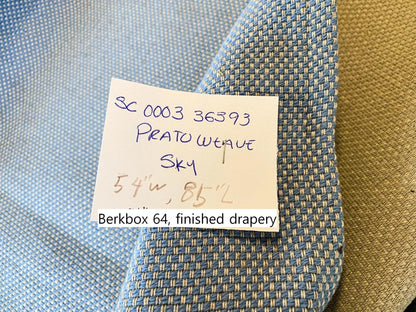 SC 0003 36593
PRATO WEAVE
SKY
54"W, 85"L
Berkbox 64, finished drapery